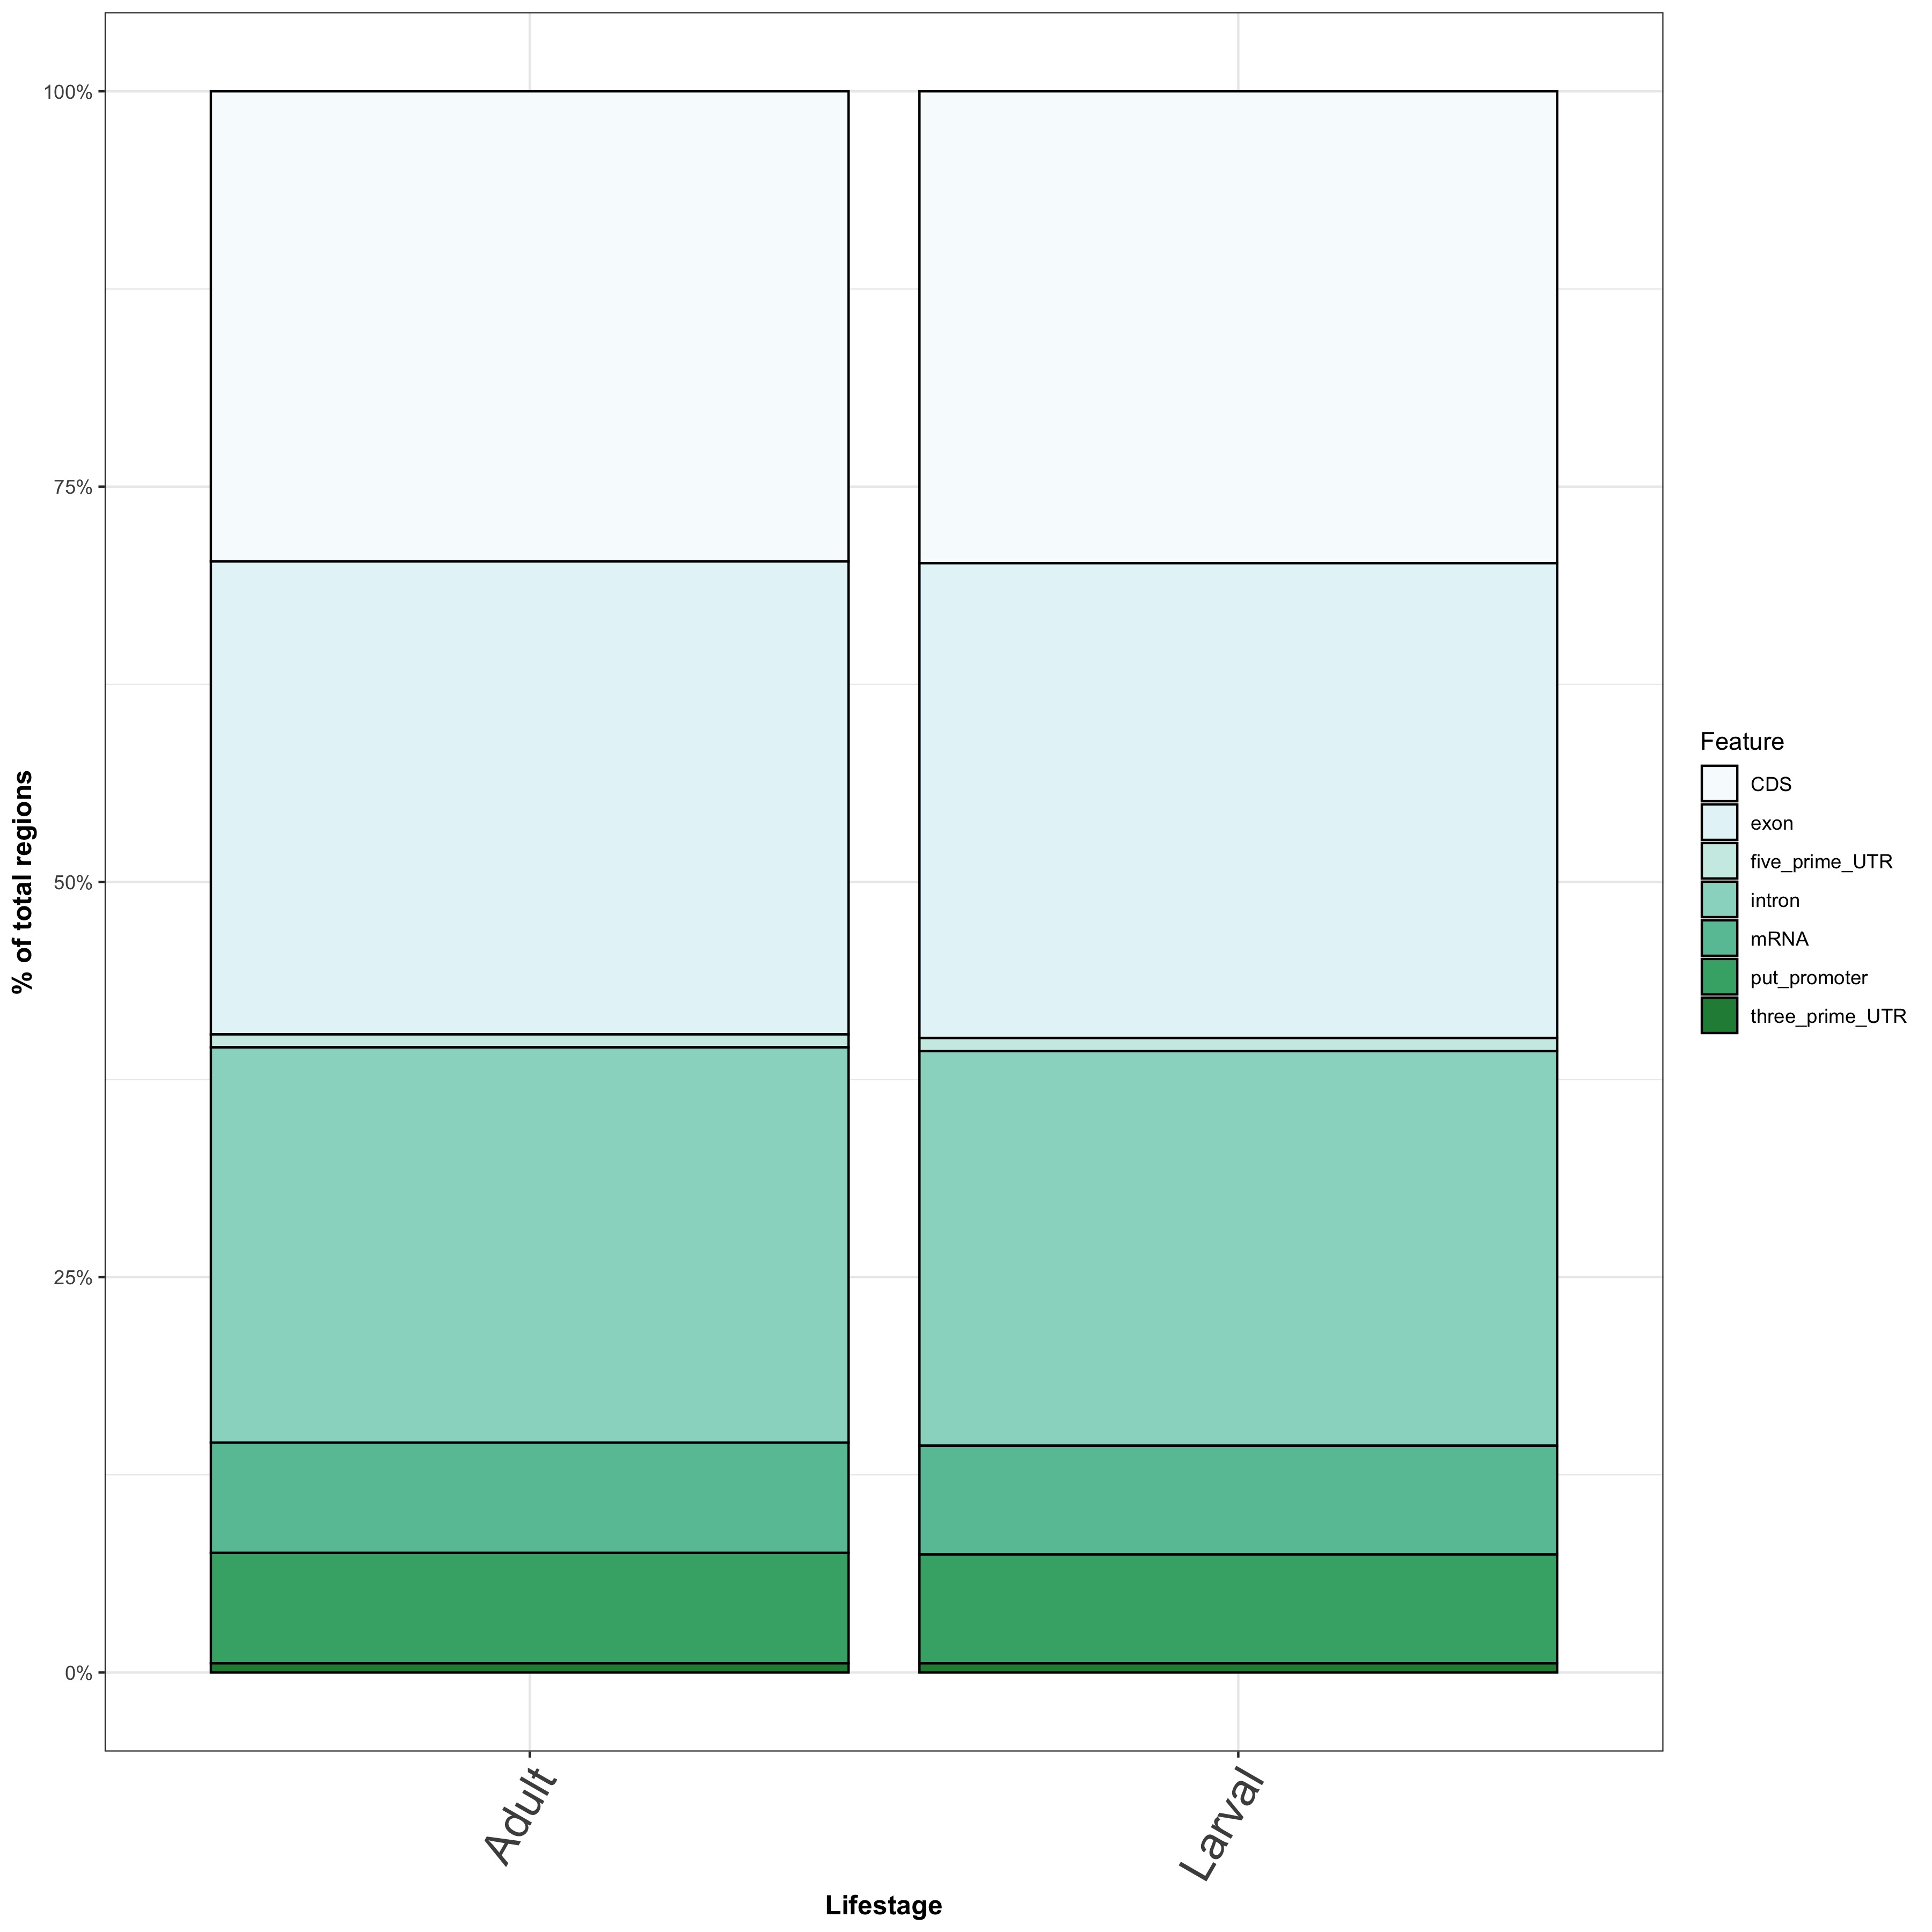 100%
75%
50%
25%
0%
% of total regions
Adult
Larval
Lifestage
Feature
CDS
exon
five_prime_UTR
intron
mRNA
put_promoter
three_prime_UTR